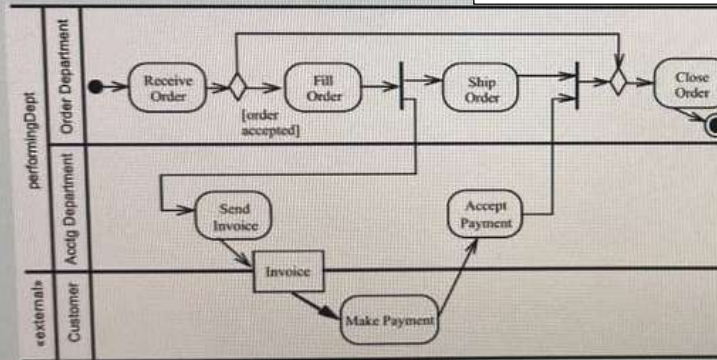 performingDept
Order Department
Receive
Order
[order
accepted]
Fill
Order
Ship
Order
Close
Order
Acctg Department
Send
Invoice
Accept
Payment
Invoice
«external»
Customer
Make Payment